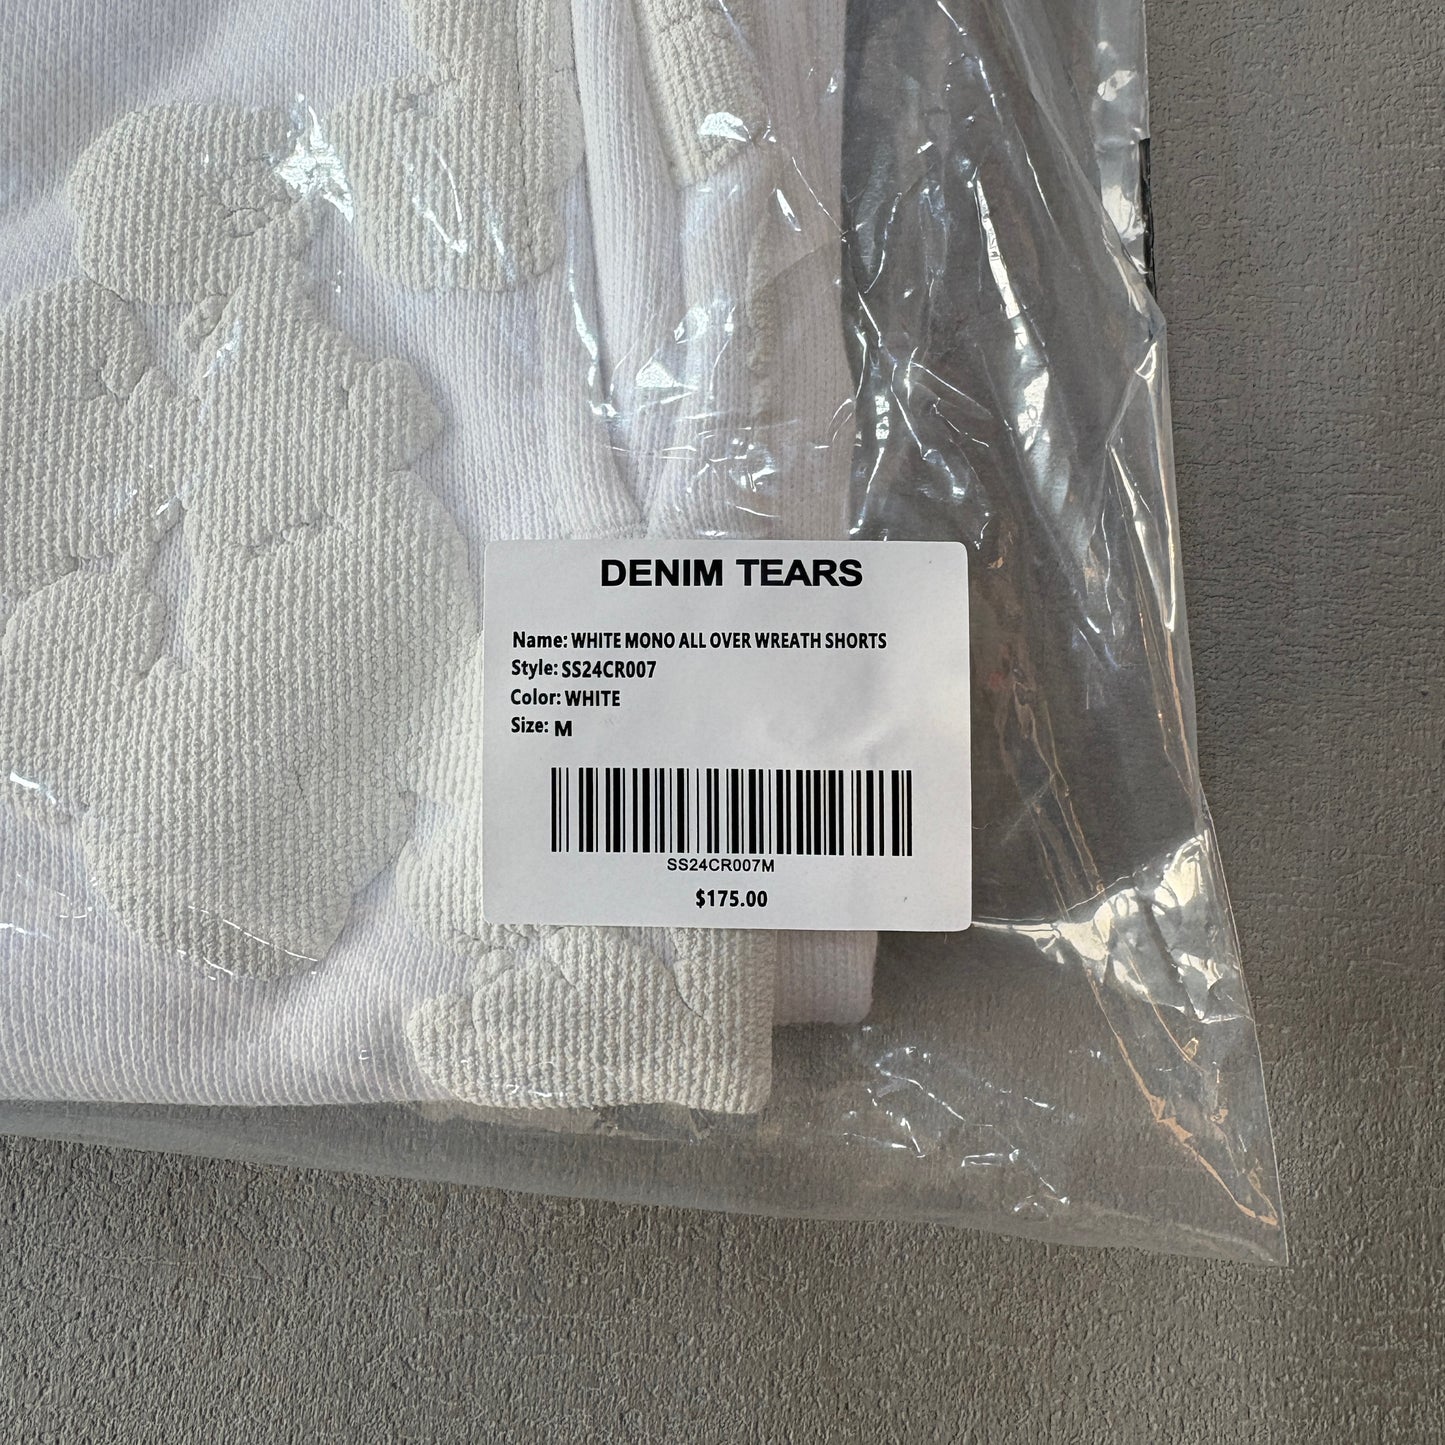 DENIM TEARS
Name: WHITE MONO ALL OVER WREATH SHORTS
Style: SS24CR007
Color: WHITE
Size: M
SS24CR007M
$175.00